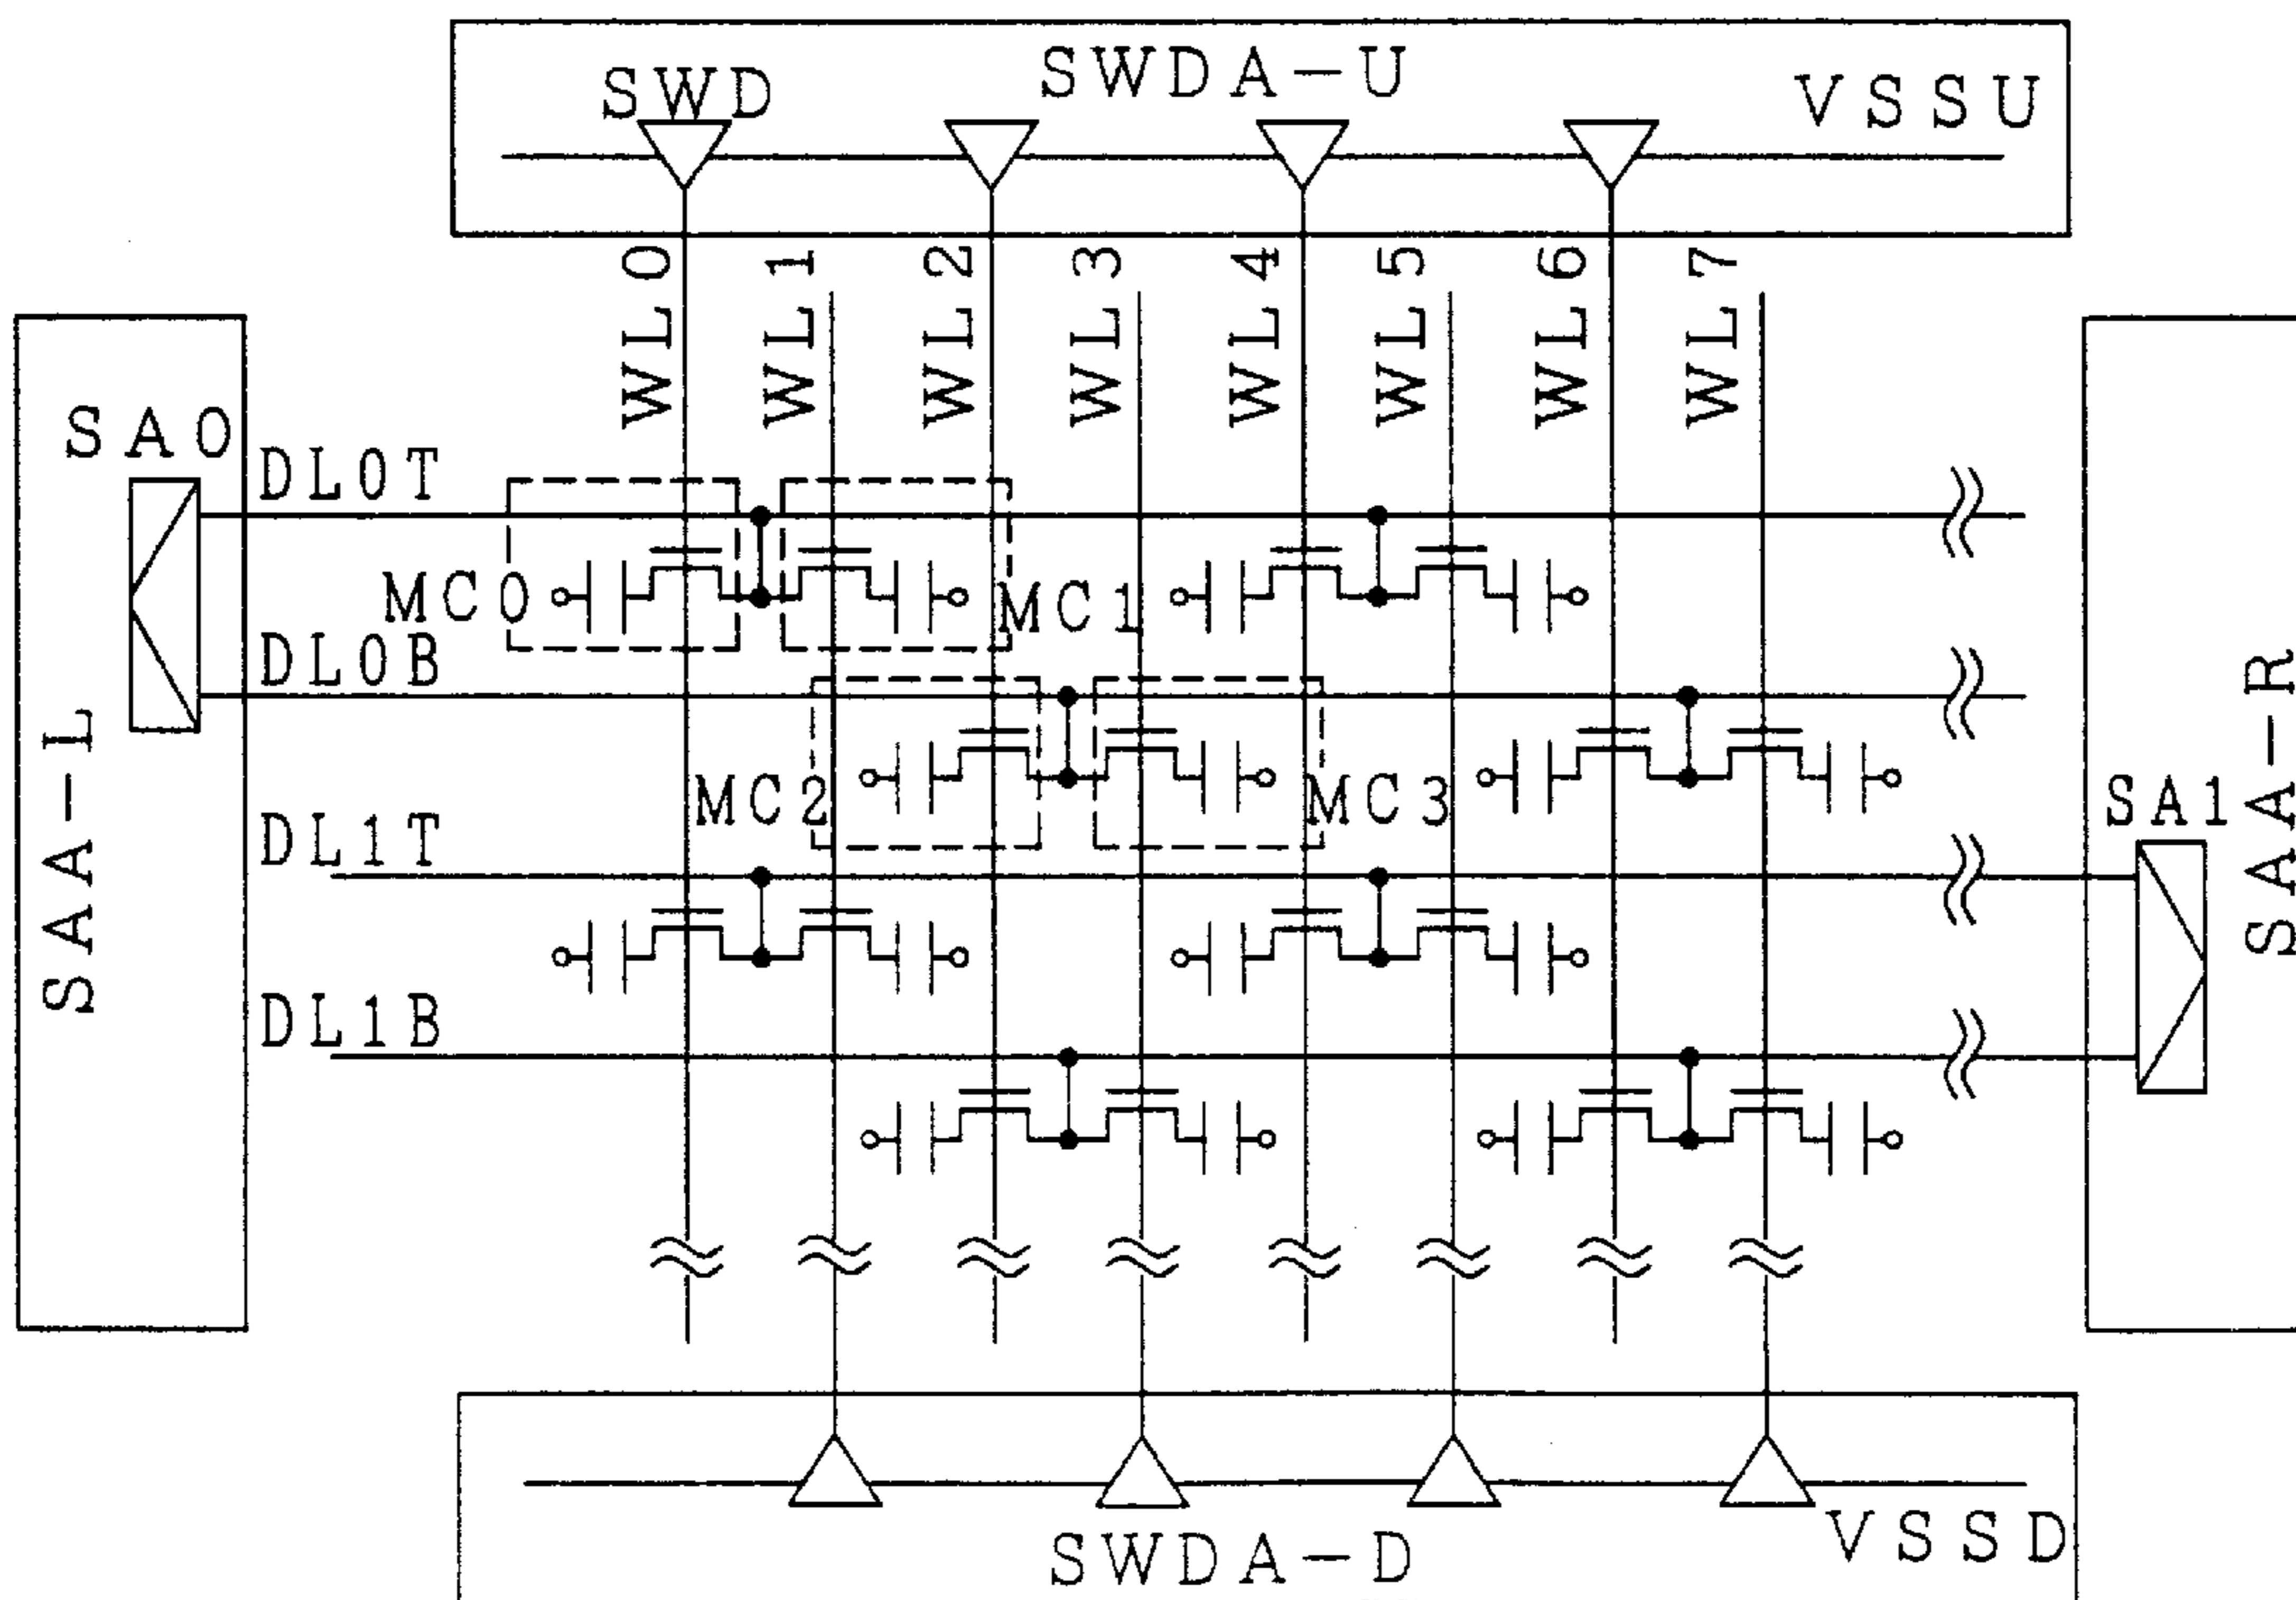 SWDA-U
SWD
VSSU
WL0
WL1
WL2
WL3
WL4
WL5
WL6
WL7
SA0
DL0T
MC0
MC1
DL0B
SAA-L
SAA-R
MC2
MC3
SA1
DL1T
DL1B
VSSD
SWDA-D